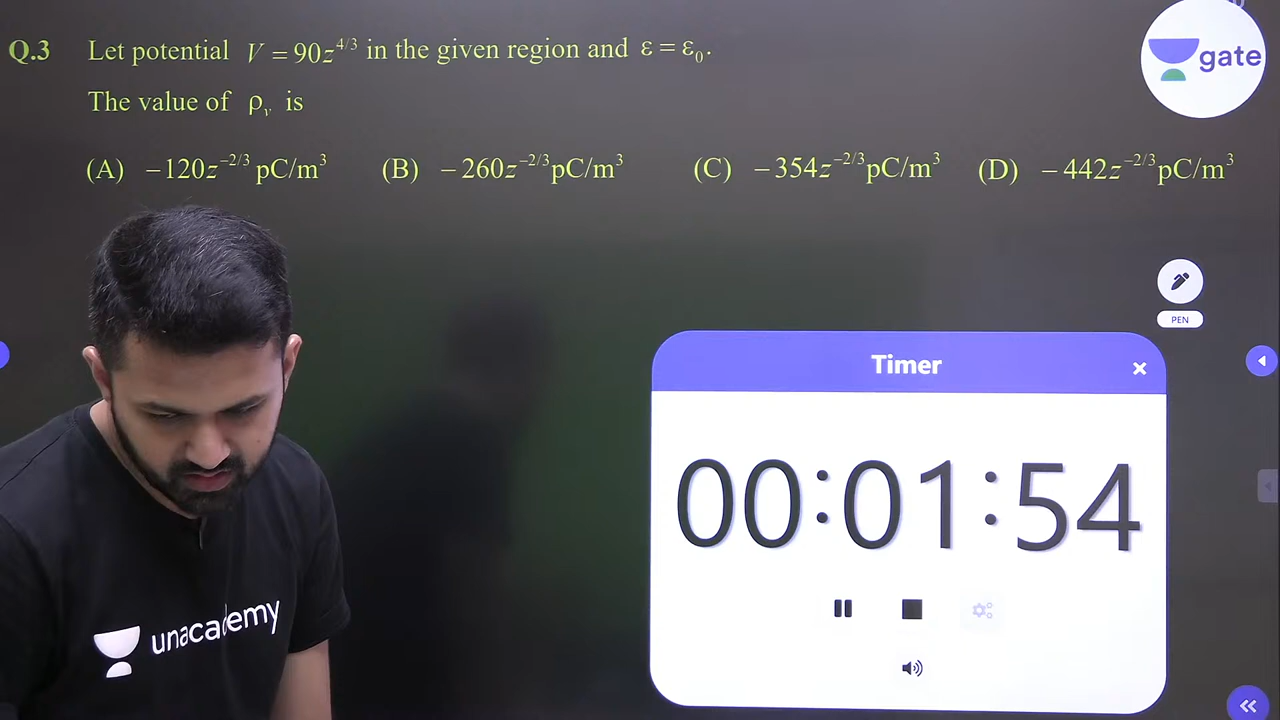 Q.3 Let potential V = 90z^{4/3} in the given region and ε = ε₀.
The value of ρᵥ is
(A) −120z^{−2/3} pC/m³ (B) −260z^{−2/3} pC/m³ (C) −354z^{−2/3} pC/m³ (D) −442z^{−2/3} pC/m³
gate
PEN
Timer
×
00:01:54
unacademy